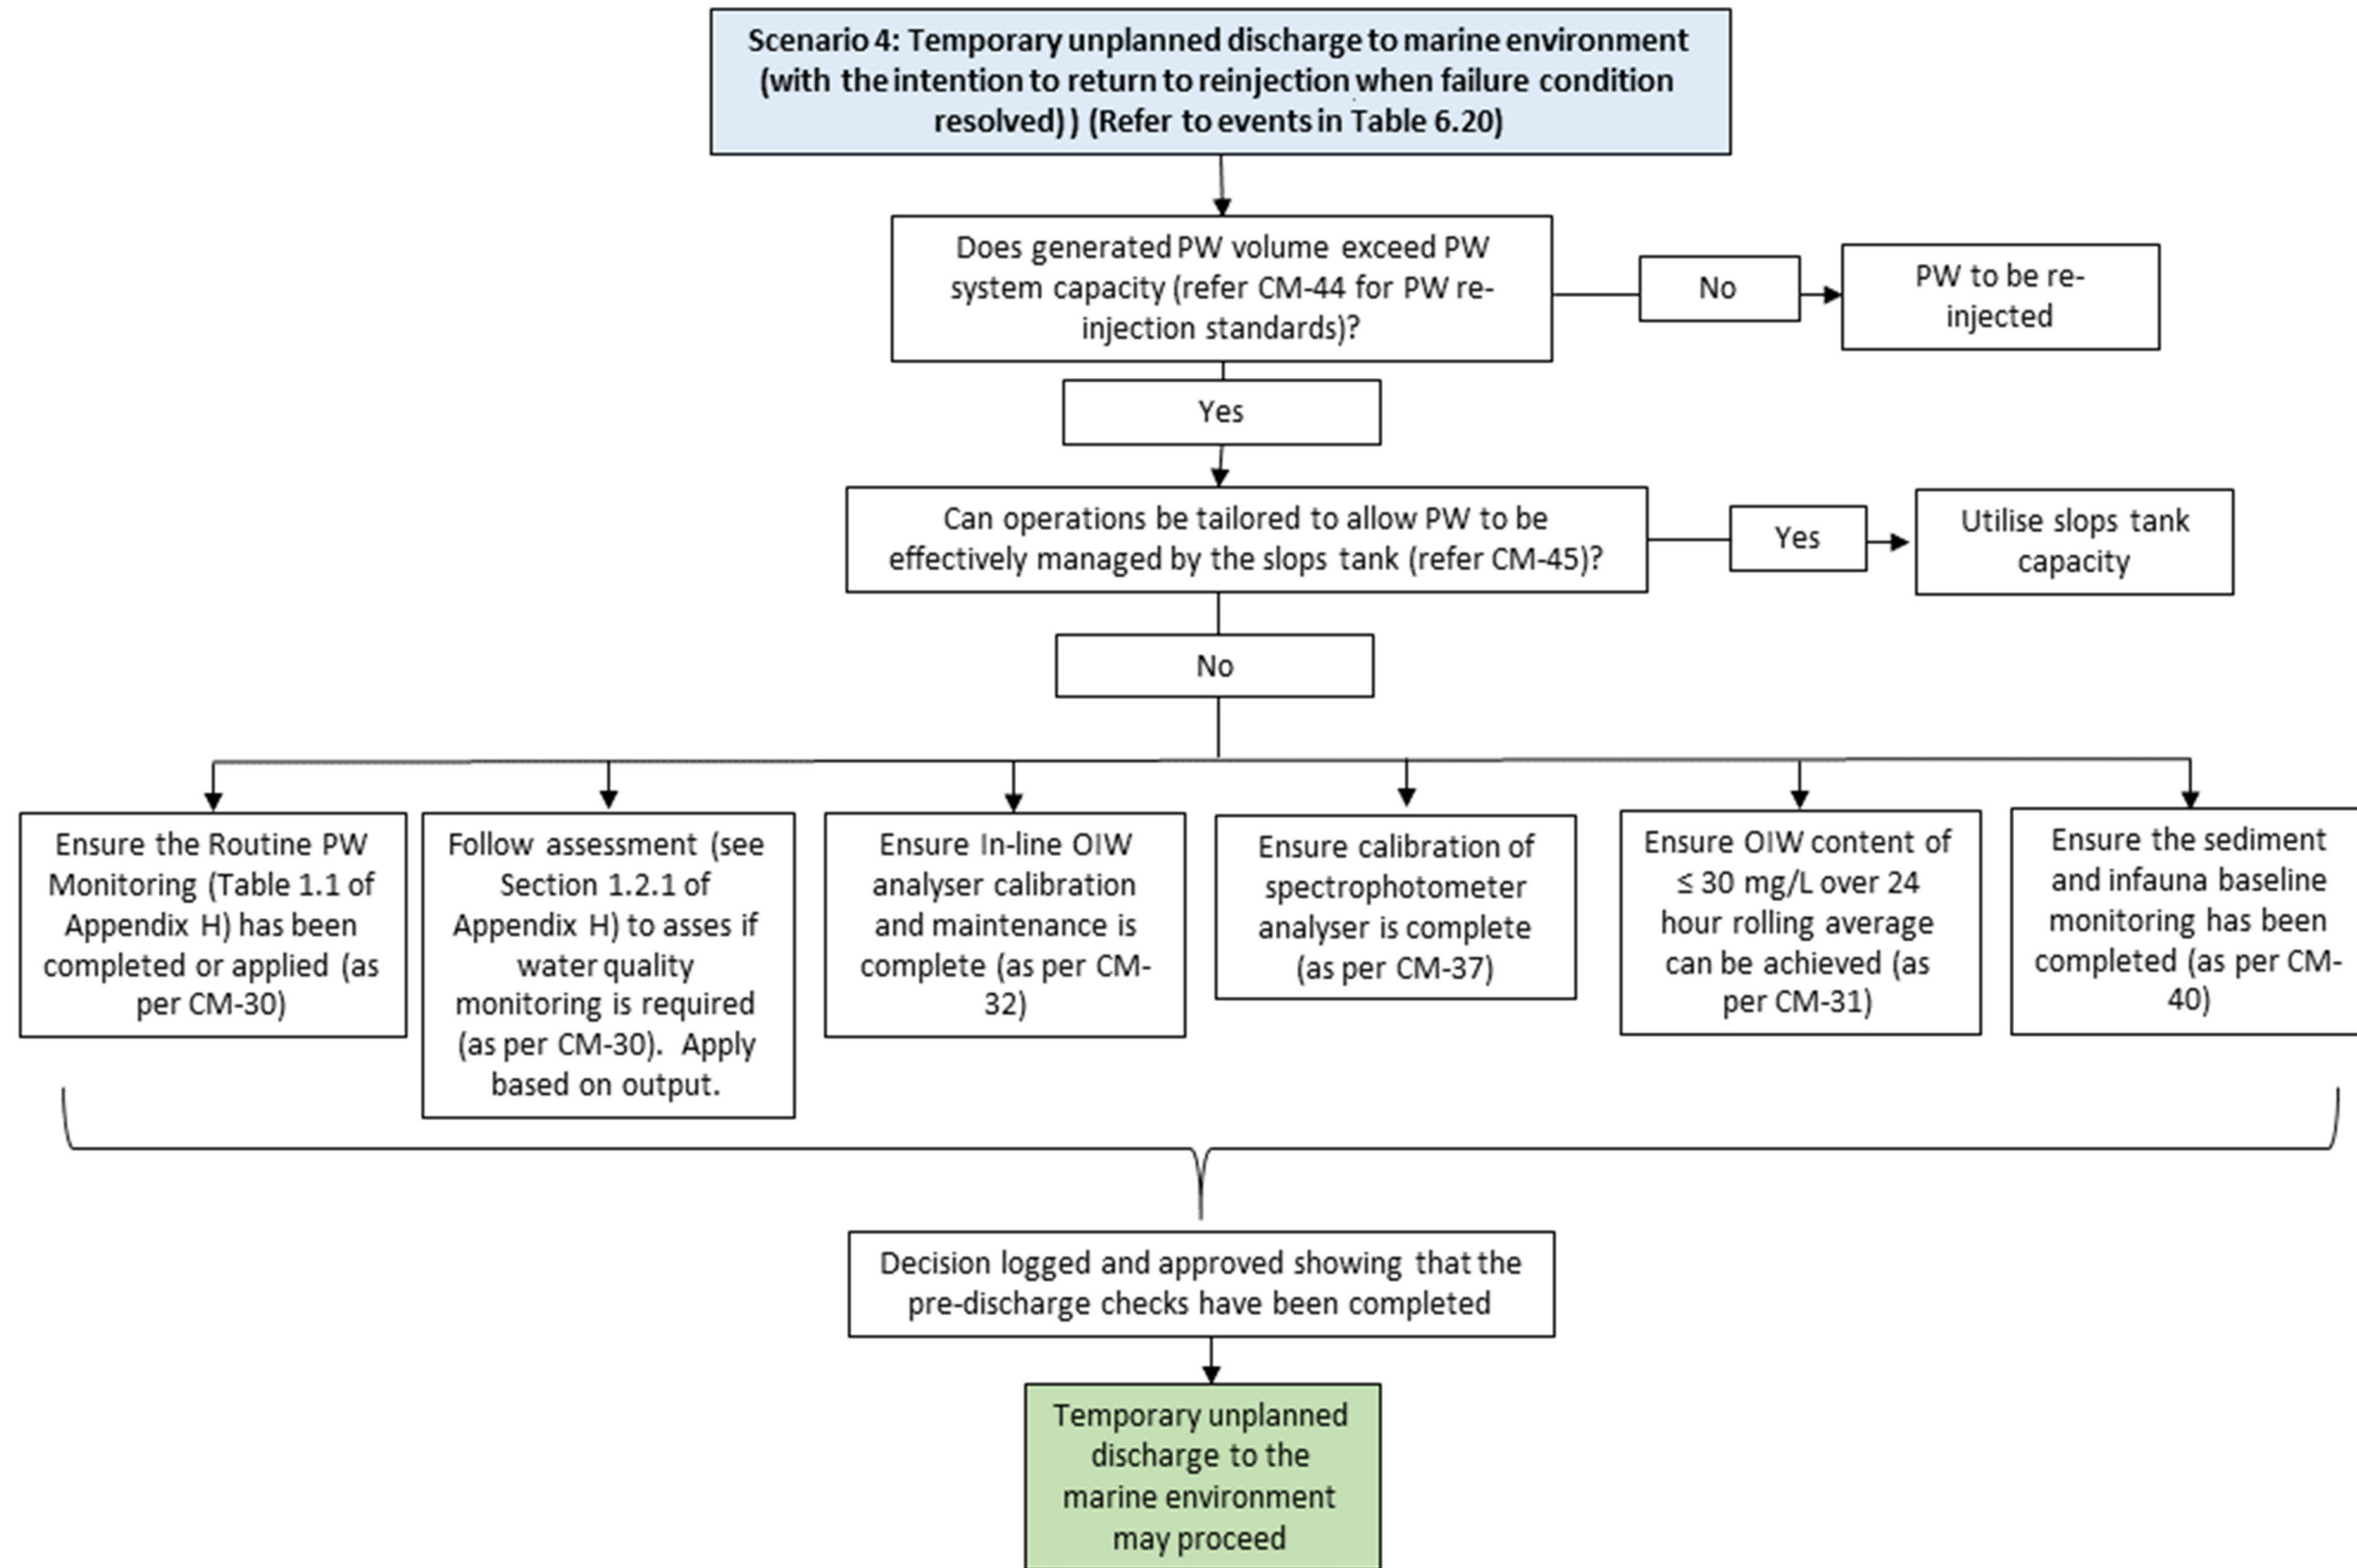 Scenario 4: Temporary unplanned discharge to marine environment
(with the intention to return to reinjection when failure condition
resolved) ) (Refer to events in Table 6.20)
Does generated PW volume exceed PW
system capacity (refer CM-44 for PW re-
injection standards)?
No
PW to be re-
injected
Yes
Can operations be tailored to allow PW to be
effectively managed by the slops tank (refer CM-45)?
Yes
Utilise slops tank
capacity
No
Ensure the Routine PW
Monitoring (Table 1.1 of
Appendix H) has been
completed or applied (as
per CM-30)
Follow assessment (see
Section 1.2.1 of
Appendix H) to asses if
water quality
monitoring is required
(as per CM-30). Apply
based on output.
Ensure In-line OIW
analyser calibration
and maintenance is
complete (as per CM-
32)
Ensure calibration of
spectrophotometer
analyser is complete
(as per CM-37)
Ensure OIW content of
≤ 30 mg/L over 24
hour rolling average
can be achieved (as
per CM-31)
Ensure the sediment
and infauna baseline
monitoring has been
completed (as per CM-
40)
Decision logged and approved showing that the
pre-discharge checks have been completed
Temporary unplanned
discharge to the
marine environment
may proceed